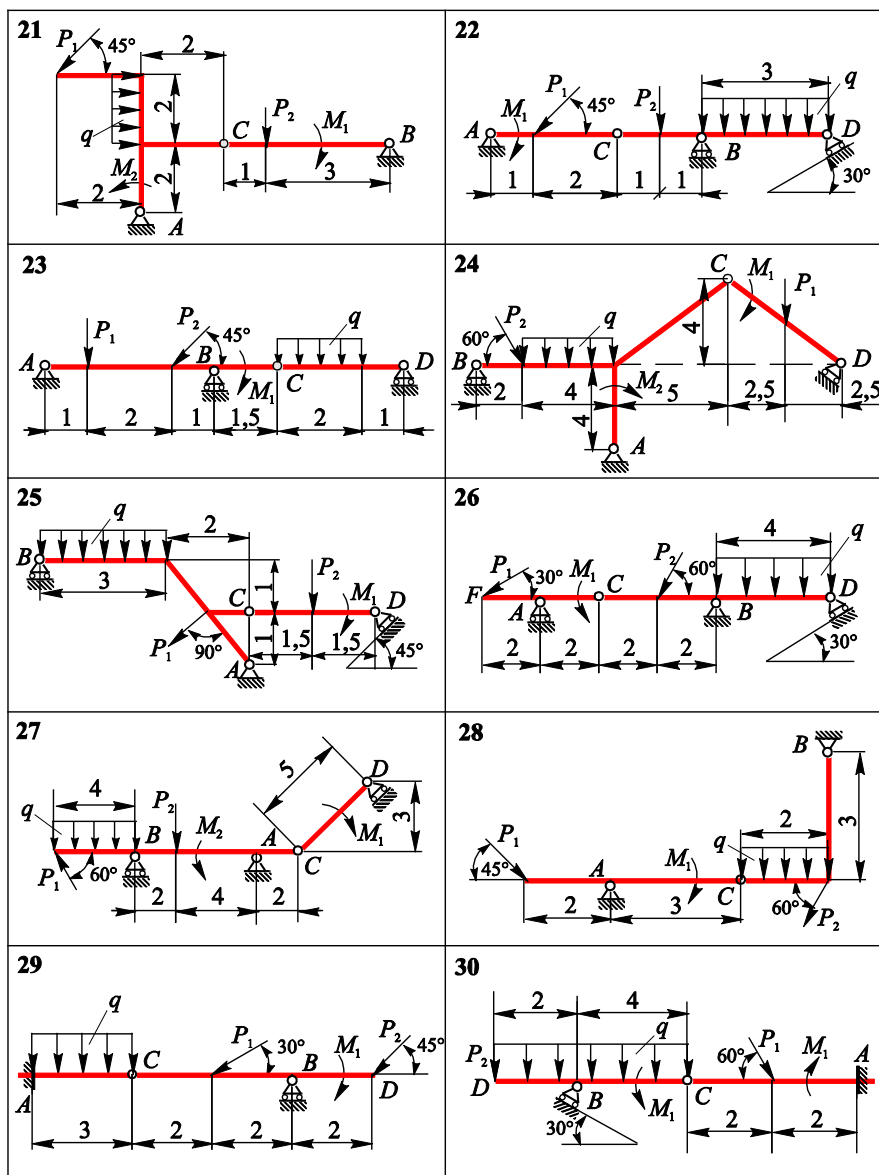 21
P₁ 45° 2
2
q C P₂ M₁ B
M₂ 2
2 1 3
A
22
3
q
P₁ P₂
A M₁ 45° D
C B
1 2 1 1
30°
23
P₁ P₂ q
A B 45° C D
M₁
1 2 1 1,5 2 1
24
C M₁ P₁
P₂ q 4
60°
B D
M₂
2 4 5 2,5 2,5
4
A
25
q 2
B
3 1 P₂
C M₁ D
P₁ 1
90° 1,5 1,5
A 45°
26
4
q
P₁ M₁ P₂ 60°
F 30° C D
A B
2 2 2 2
30°
27
5 D
4
q P₂ 3
B M₂ A M₁
P₁ 60° C
2 4 2
28
B
P₁ 2 3
q
45° A M₁ C
60° P₂
2 3
29
q P₁ M₁ P₂ 45°
C 30° B
A D
3 2 2 2
30
2 4
q P₁
P₂ 60° M₁ A
D B M₁ C
2 2
30°